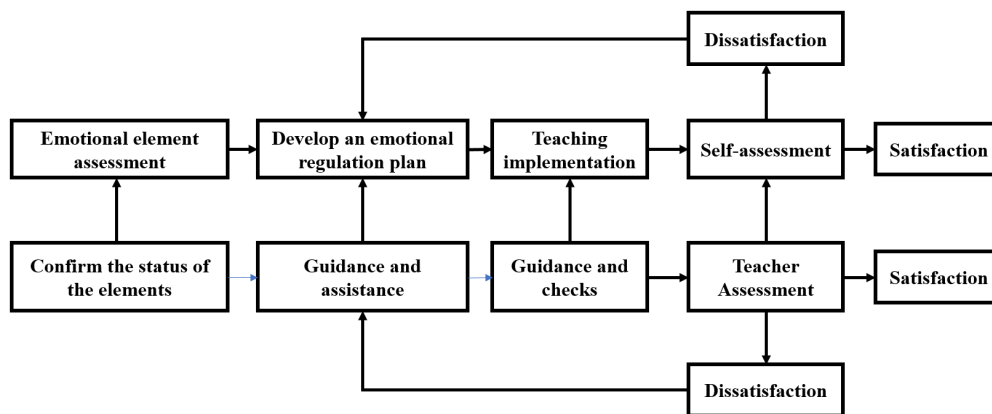 Dissatisfaction
Emotional element
assessment
Develop an emotional
regulation plan
Teaching
implementation
Self-assessment
Satisfaction
Confirm the status of
the elements
Guidance and
assistance
Guidance and
checks
Teacher
Assessment
Satisfaction
Dissatisfaction